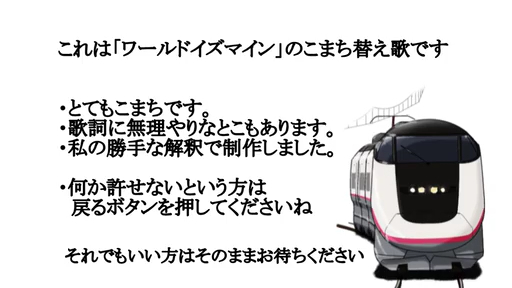 これは「ワールドイズマイン」のこまち替え歌です
・とてもこまちです。
・歌詞に無理やりなとこもあります。
・私の勝手な解釈で制作しました。
・何か許せないという方は
戻るボタンを押してくださいね
それでもいい方はそのままお待ちください